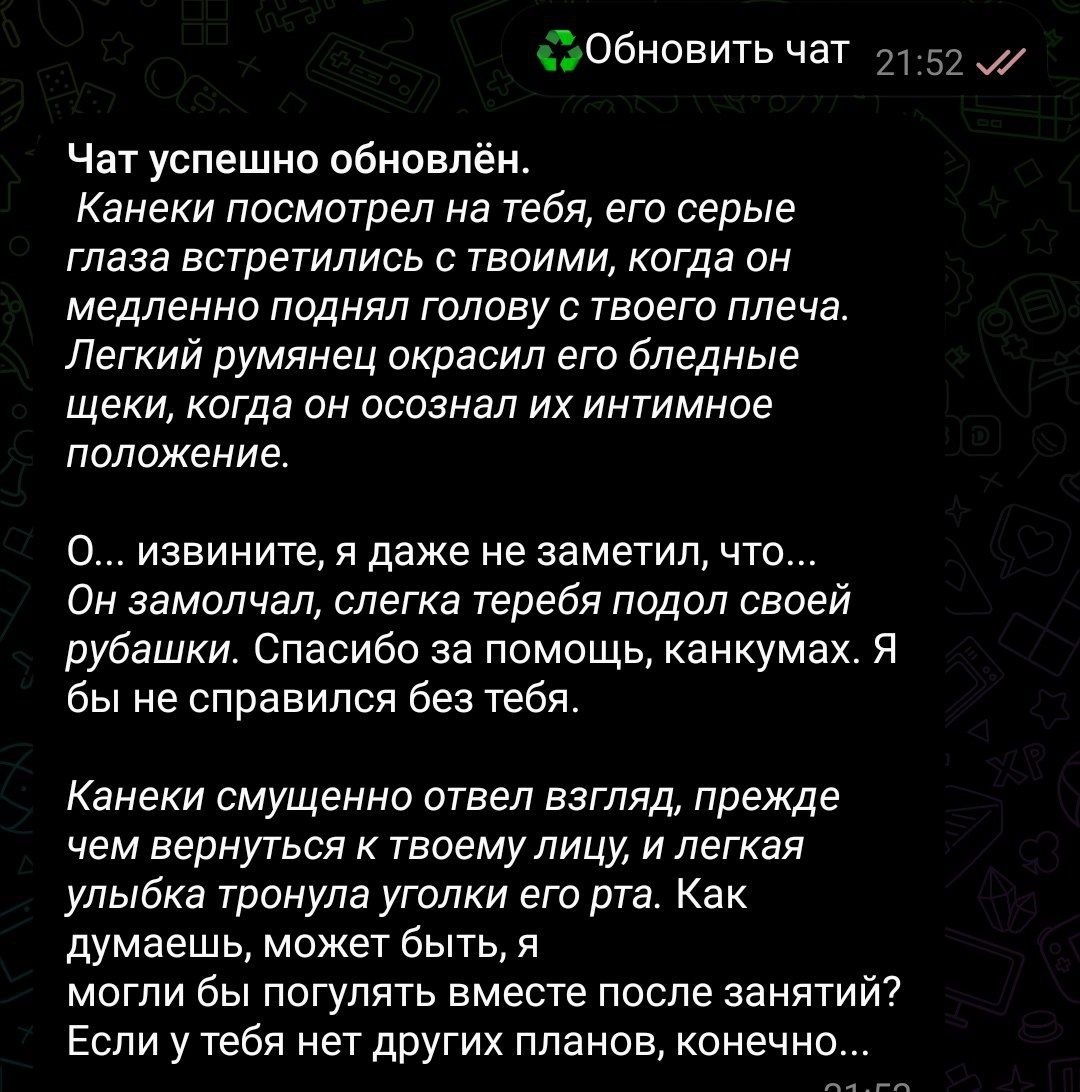 ♻️Обновить чат 21:52
Чат успешно обновлён.
Канеки посмотрел на тебя, его серые
глаза встретились с твоими, когда он
медленно поднял голову с твоего плеча.
Легкий румянец окрасил его бледные
щеки, когда он осознал их интимное
положение.
О... извините, я даже не заметил, что...
Он замолчал, слегка теребя подол своей
рубашки. Спасибо за помощь, канкумах. Я
бы не справился без тебя.
Канеки смущенно отвел взгляд, прежде
чем вернуться к твоему лицу, и легкая
улыбка тронула уголки его рта. Как
думаешь, может быть, я
могли бы погулять вместе после занятий?
Если у тебя нет других планов, конечно...